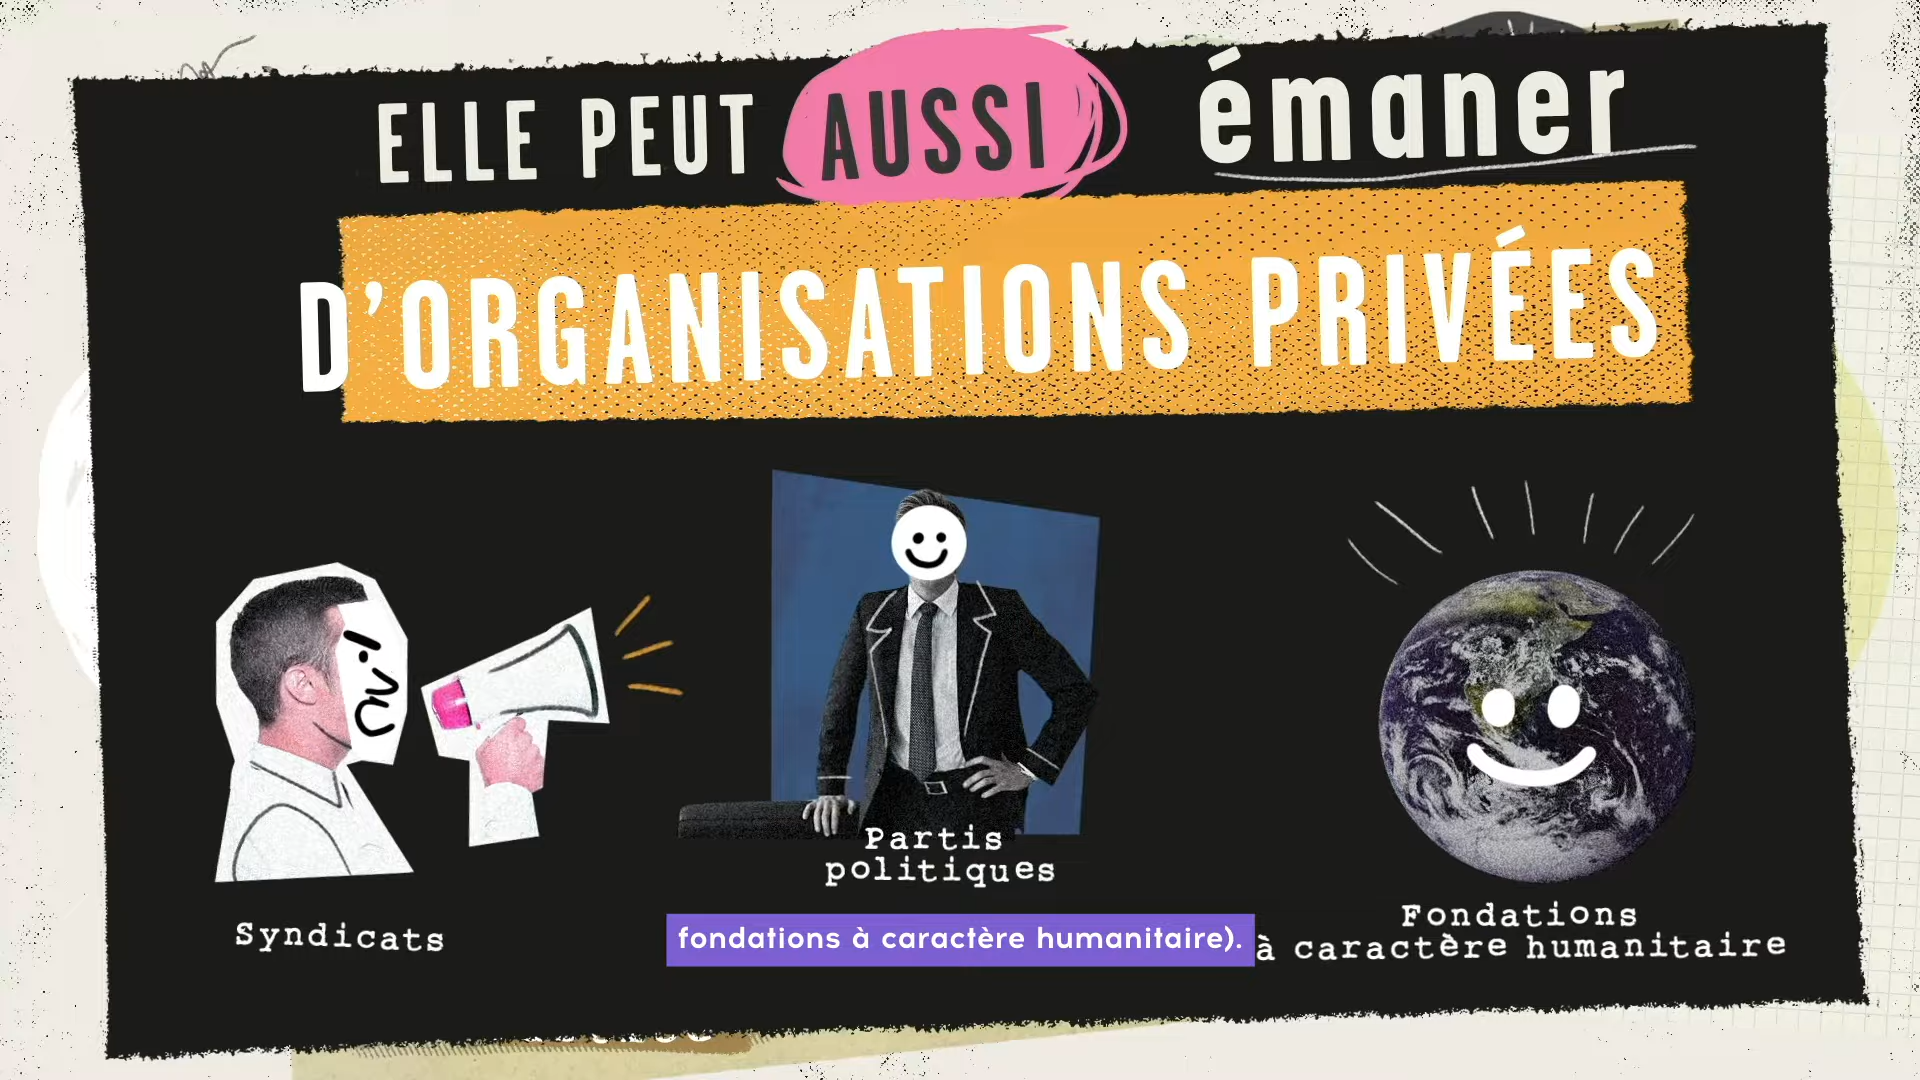 ELLE PEUT AUSSI émaner
D'ORGANISATIONS PRIVÉES
Syndicats
Partis
politiques
Fondations
à caractère humanitaire
fondations à caractère humanitaire).